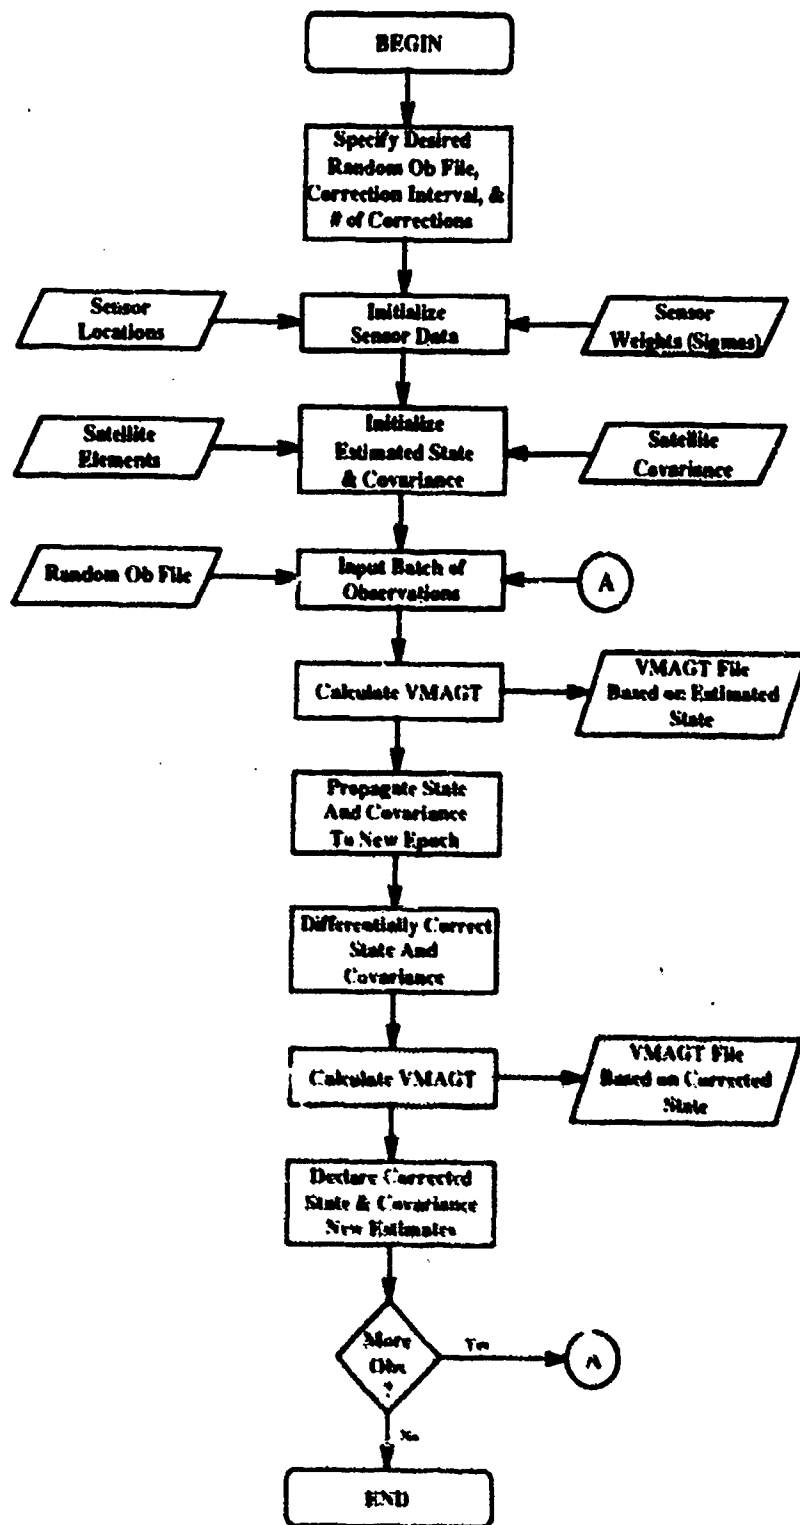 BEGIN
Specify Desired
Random Ob File,
Correction Interval, &
# of Corrections
Sensor
Locations
Initialize
Sensor Data
Sensor
Weights (Sigmas)
Satellite
Elements
Initialize
Estimated State
& Covariance
Satellite
Covariance
Random Ob File
Input Batch of
Observations
A
Calculate VMAGT
VMAGT File
Based on Estimated
State
Propagate State
And Covariance
To New Epoch
Differentially Correct
State And
Covariance
Calculate VMAGT
VMAGT File
Based on Corrected
State
Declare Corrected
State & Covariance
New Estimates
More
Obs
?
Yes
A
No
END